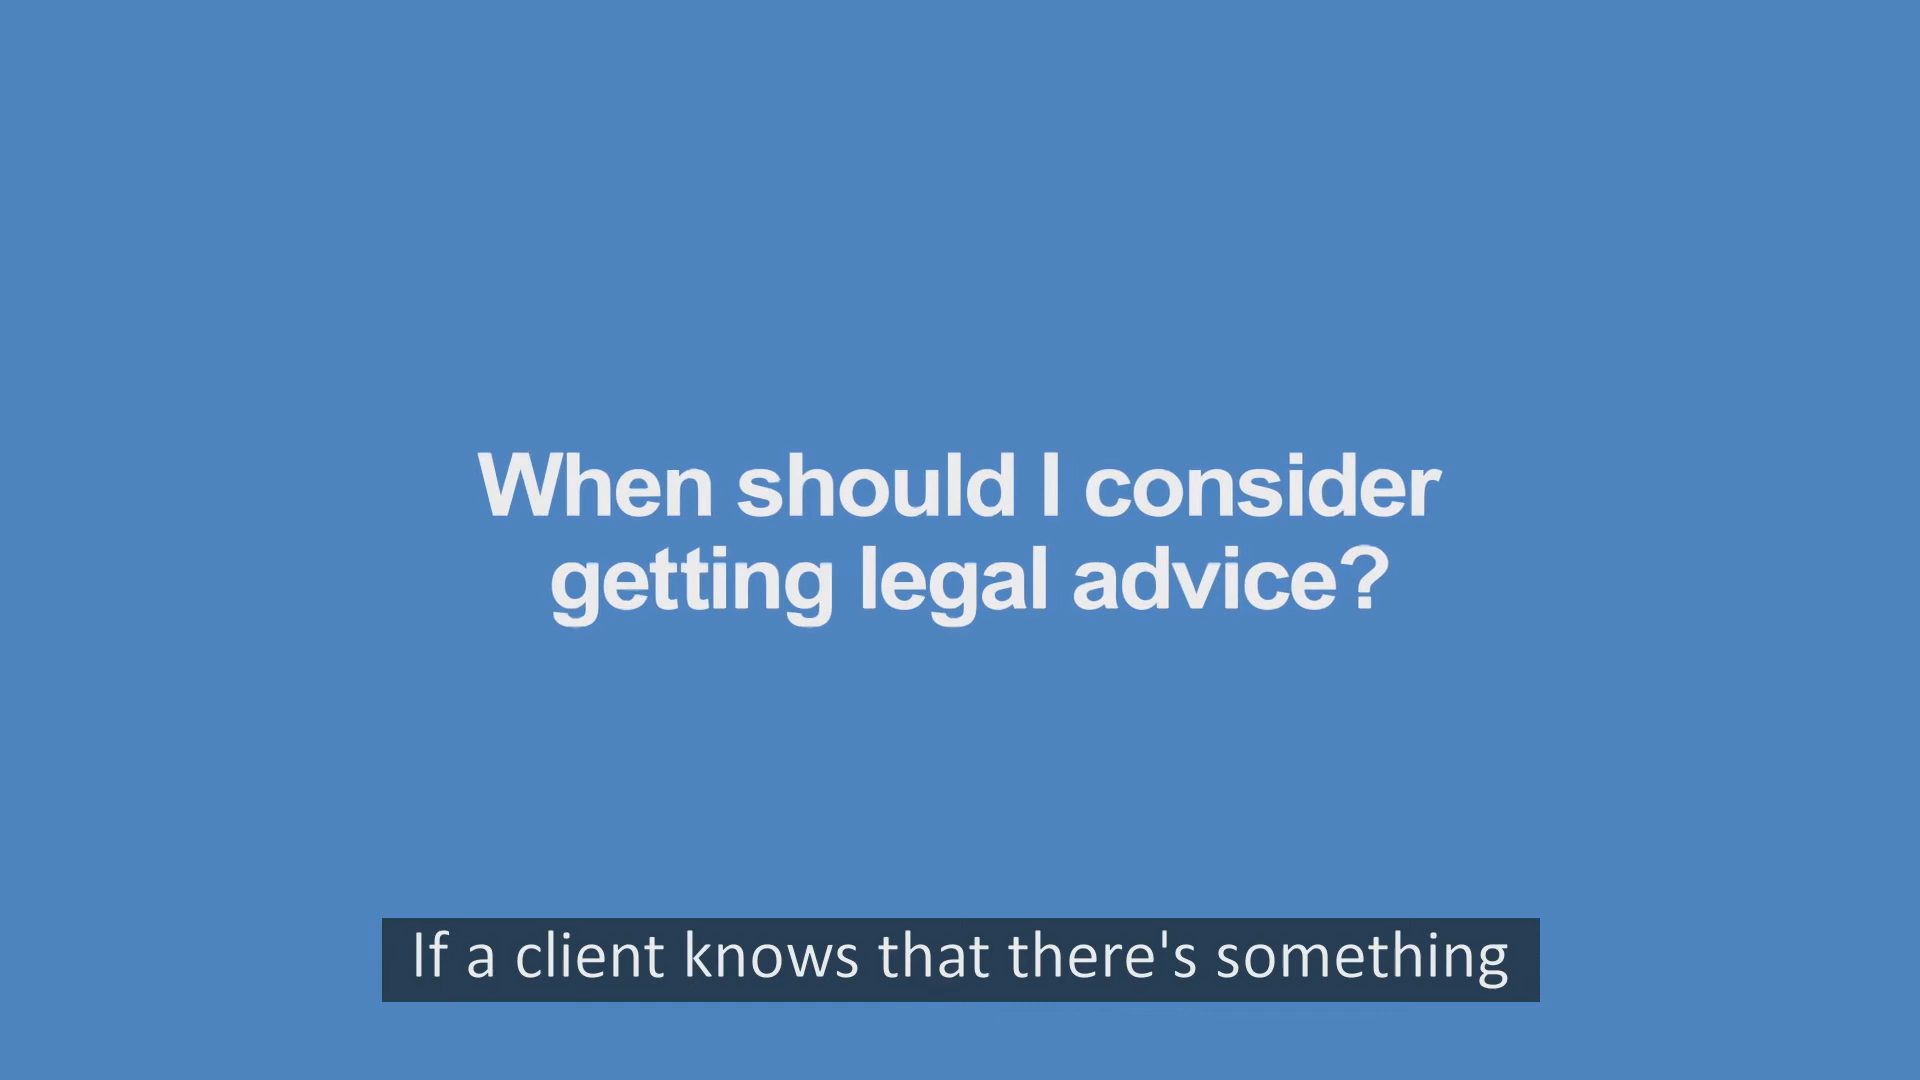 When should I consider
getting legal advice?
If a client knows that there's something